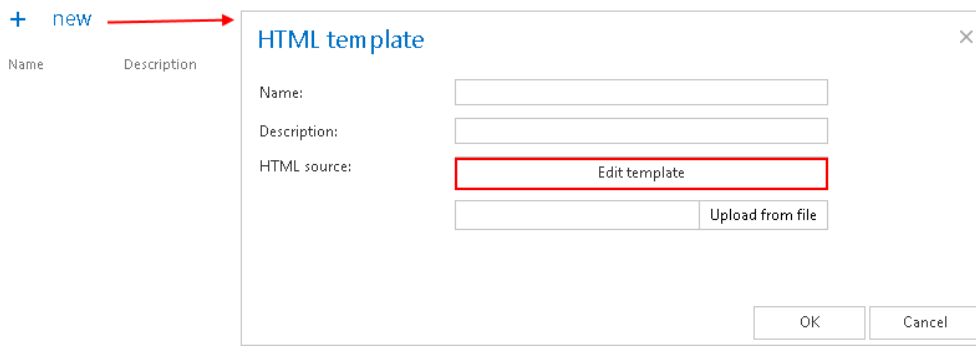 + new
HTML template
Name Description
Name:
Description:
HTML source:
Edit template
Upload from file
OK Cancel